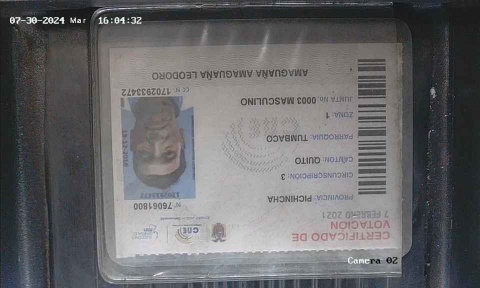 07-30-2024 Mar 16:04:32
CERTIFICADO DE
VOTACIÓN
7 FEBRERO 2021
CNE
PROVINCIA: PICHINCHA
CIRCUNSCRIPCIÓN: 3
CANTÓN: QUITO
PARROQUIA: TUMBACO
ZONA: 1
JUNTA No. 0003 MASCULINO
N° 76061600
CC N° 1702933472
AMAGUAÑA AMAGUAÑA LEODORO
Camera 02